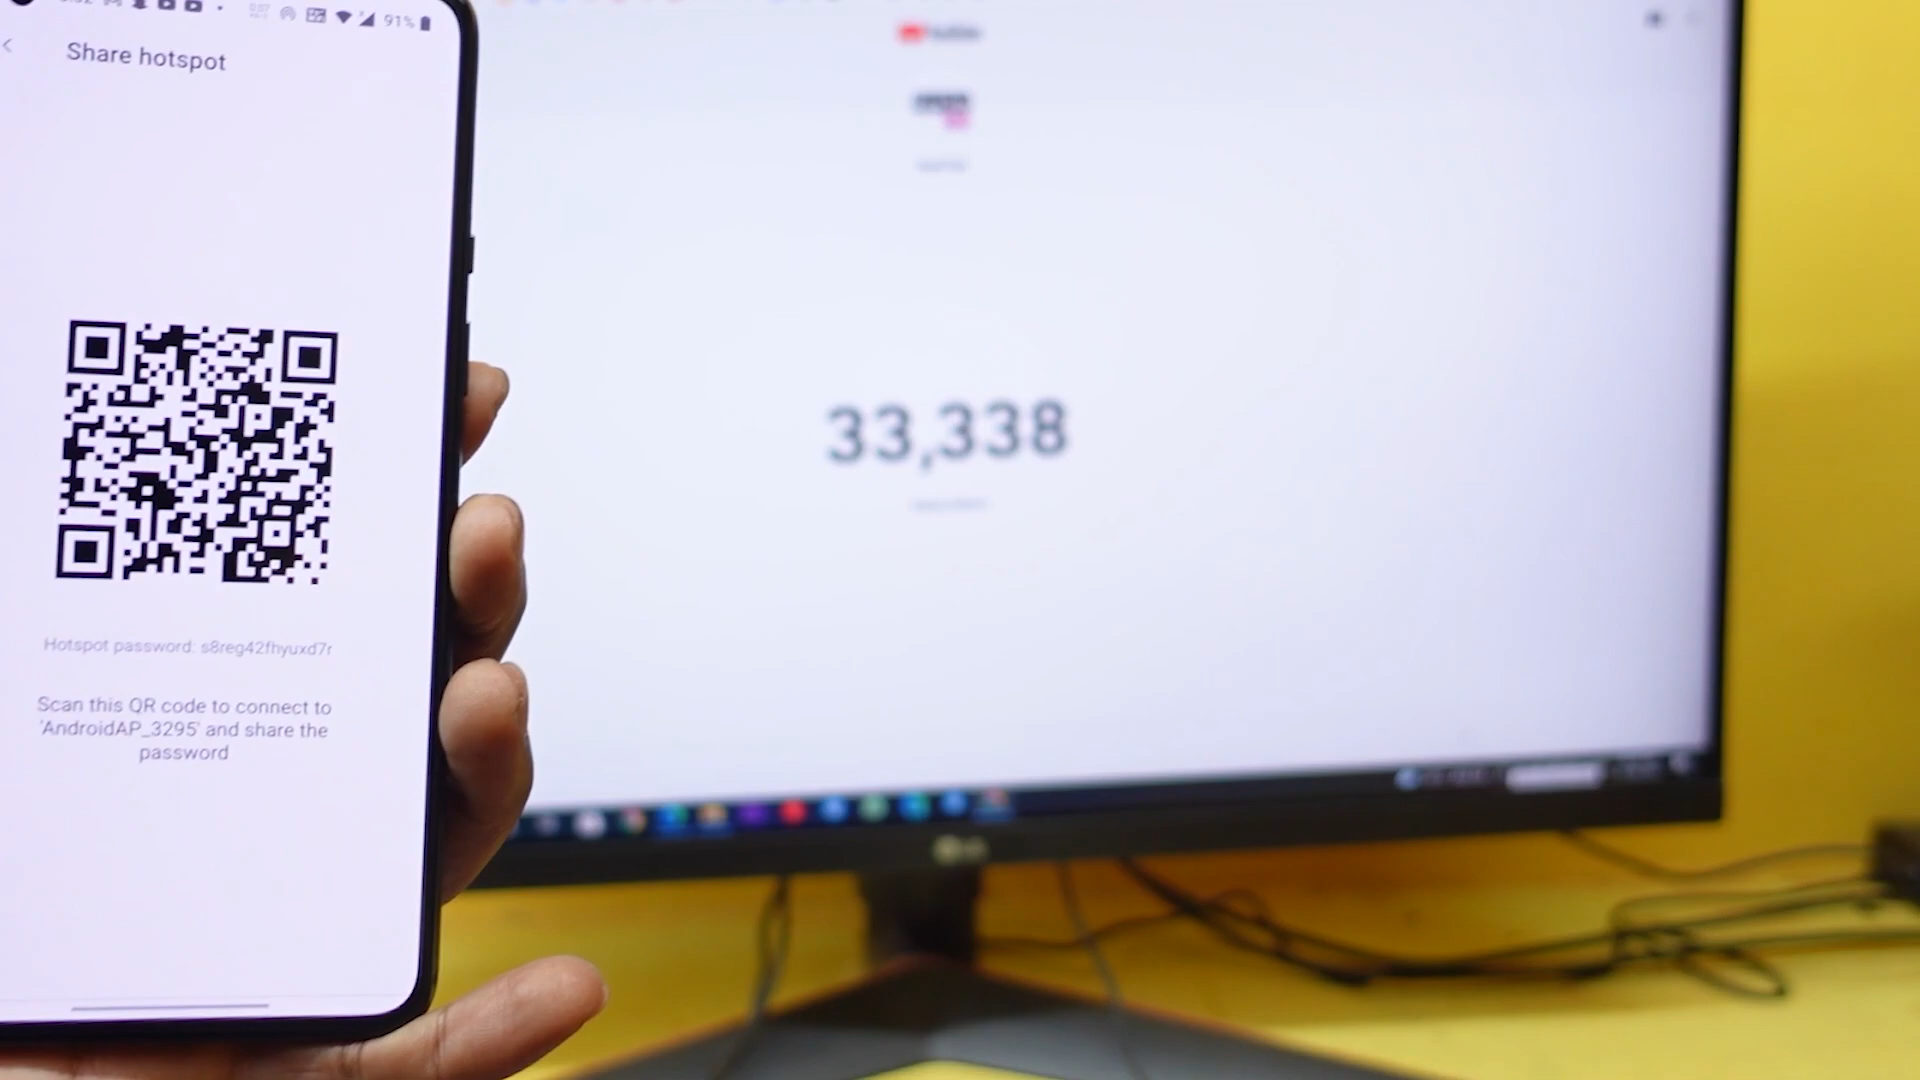 91%
Share hotspot
Hotspot password: s8reg42fhyuxd7r
Scan this QR code to connect to
'AndroidAP_3295' and share the
password
33,338
LG